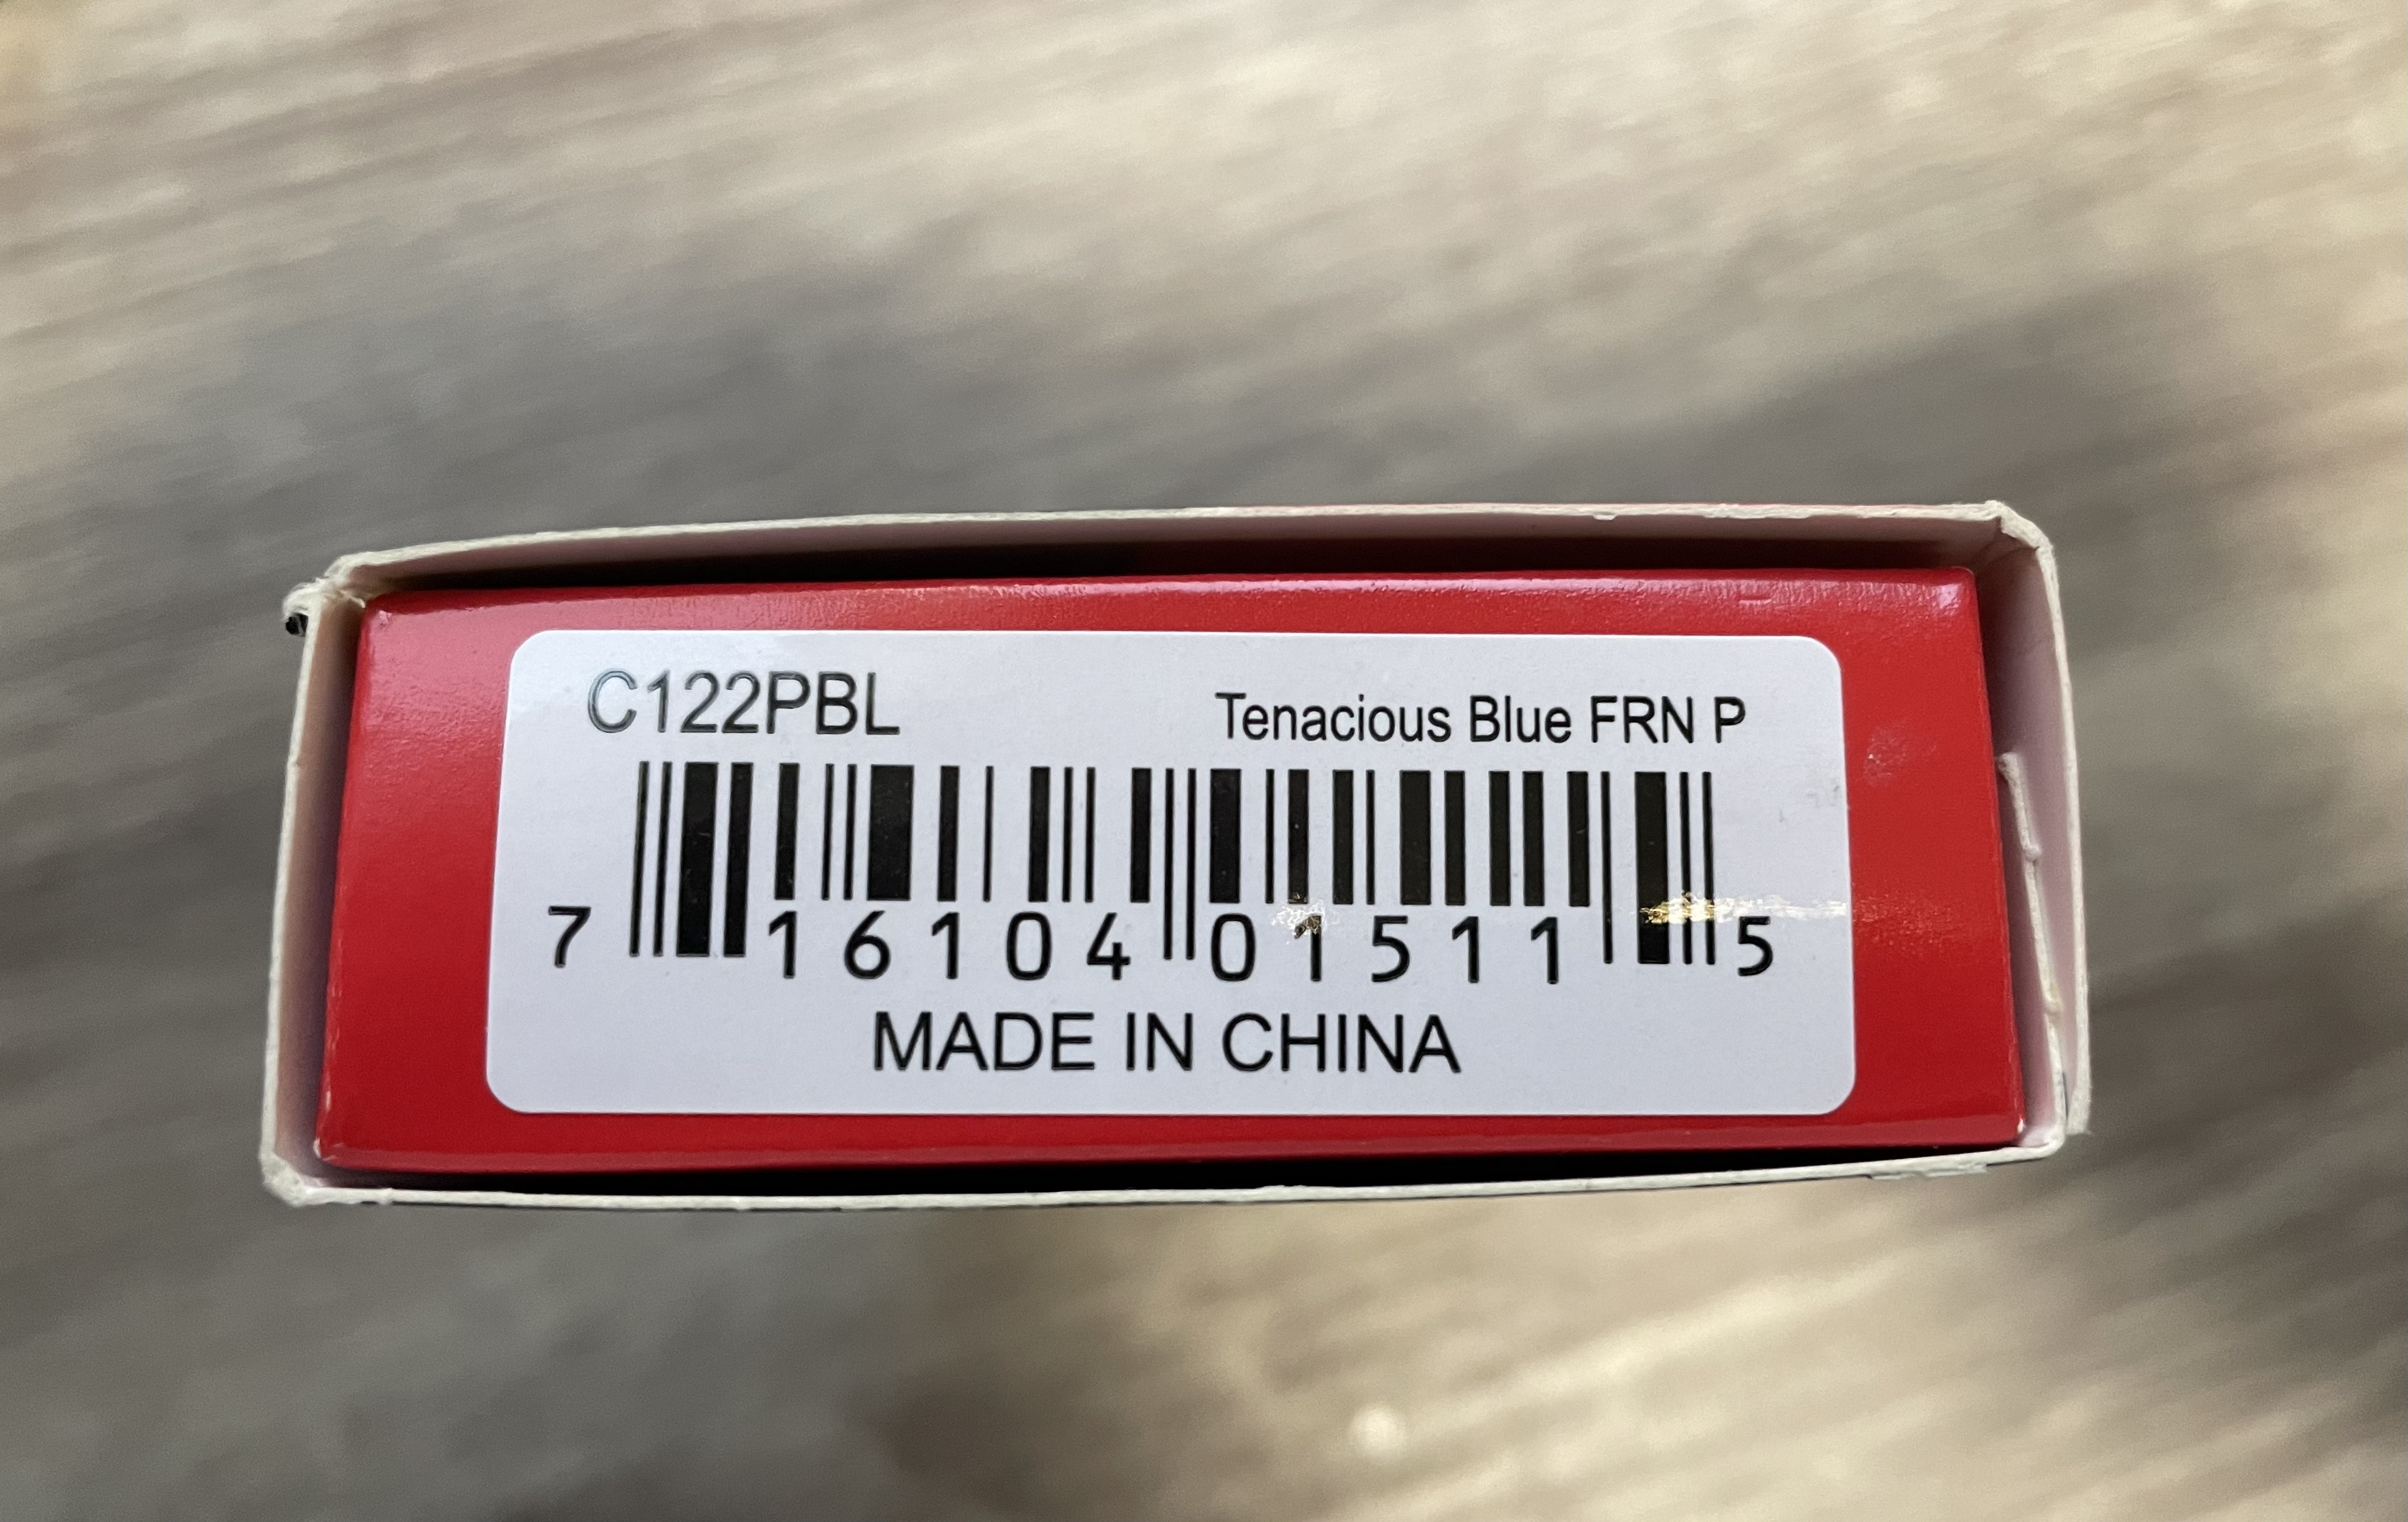 C122PBL Tenacious Blue FRN P
7 16104 01511 5
MADE IN CHINA